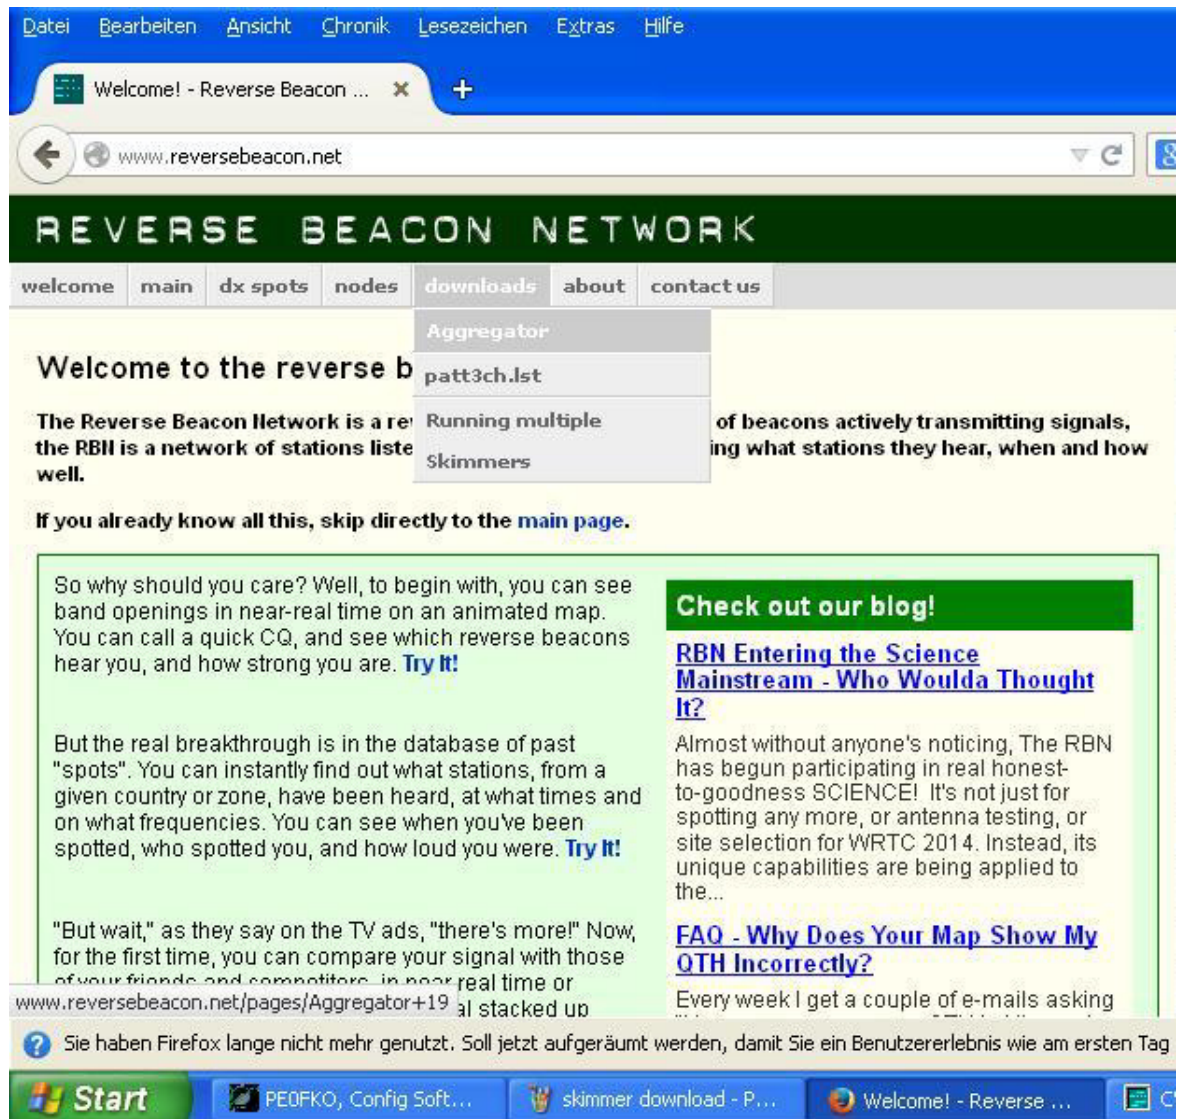 Datei Bearbeiten Ansicht Chronik Lesezeichen Extras Hilfe
Welcome! - Reverse Beacon ...
www.reversebeacon.net
REVERSE BEACON NETWORK
welcome main dx spots nodes downloads about contact us
Aggregator
patt3ch.lst
Running multiple
Skimmers
Welcome to the reverse b
The Reverse Beacon Network is a re of beacons actively transmitting signals,
the RBN is a network of stations liste ing what stations they hear, when and how
well.
If you already know all this, skip directly to the main page.
So why should you care? Well, to begin with, you can see
band openings in near-real time on an animated map.
You can call a quick CQ, and see which reverse beacons
hear you, and how strong you are. Try It!
But the real breakthrough is in the database of past
"spots". You can instantly find out what stations, from a
given country or zone, have been heard, at what times and
on what frequencies. You can see when you've been
spotted, who spotted you, and how loud you were. Try It!
"But wait," as they say on the TV ads, "there's more!" Now,
for the first time, you can compare your signal with those
of your friends and competitors, in near real time or
al stacked up
Check out our blog!
RBN Entering the Science
Mainstream - Who Woulda Thought
It?
Almost without anyone's noticing, The RBN
has begun participating in real honest-
to-goodness SCIENCE! It's not just for
spotting any more, or antenna testing, or
site selection for WRTC 2014. Instead, its
unique capabilities are being applied to
the...
FAQ - Why Does Your Map Show My
QTH Incorrectly?
Every week I get a couple of e-mails asking
www.reversebeacon.net/pages/Aggregator+19
Sie haben Firefox lange nicht mehr genutzt. Soll jetzt aufgeräumt werden, damit Sie ein Benutzererlebnis wie am ersten Tag
Start PE0FKO, Config Soft... skimmer download - P... Welcome! - Reverse ...